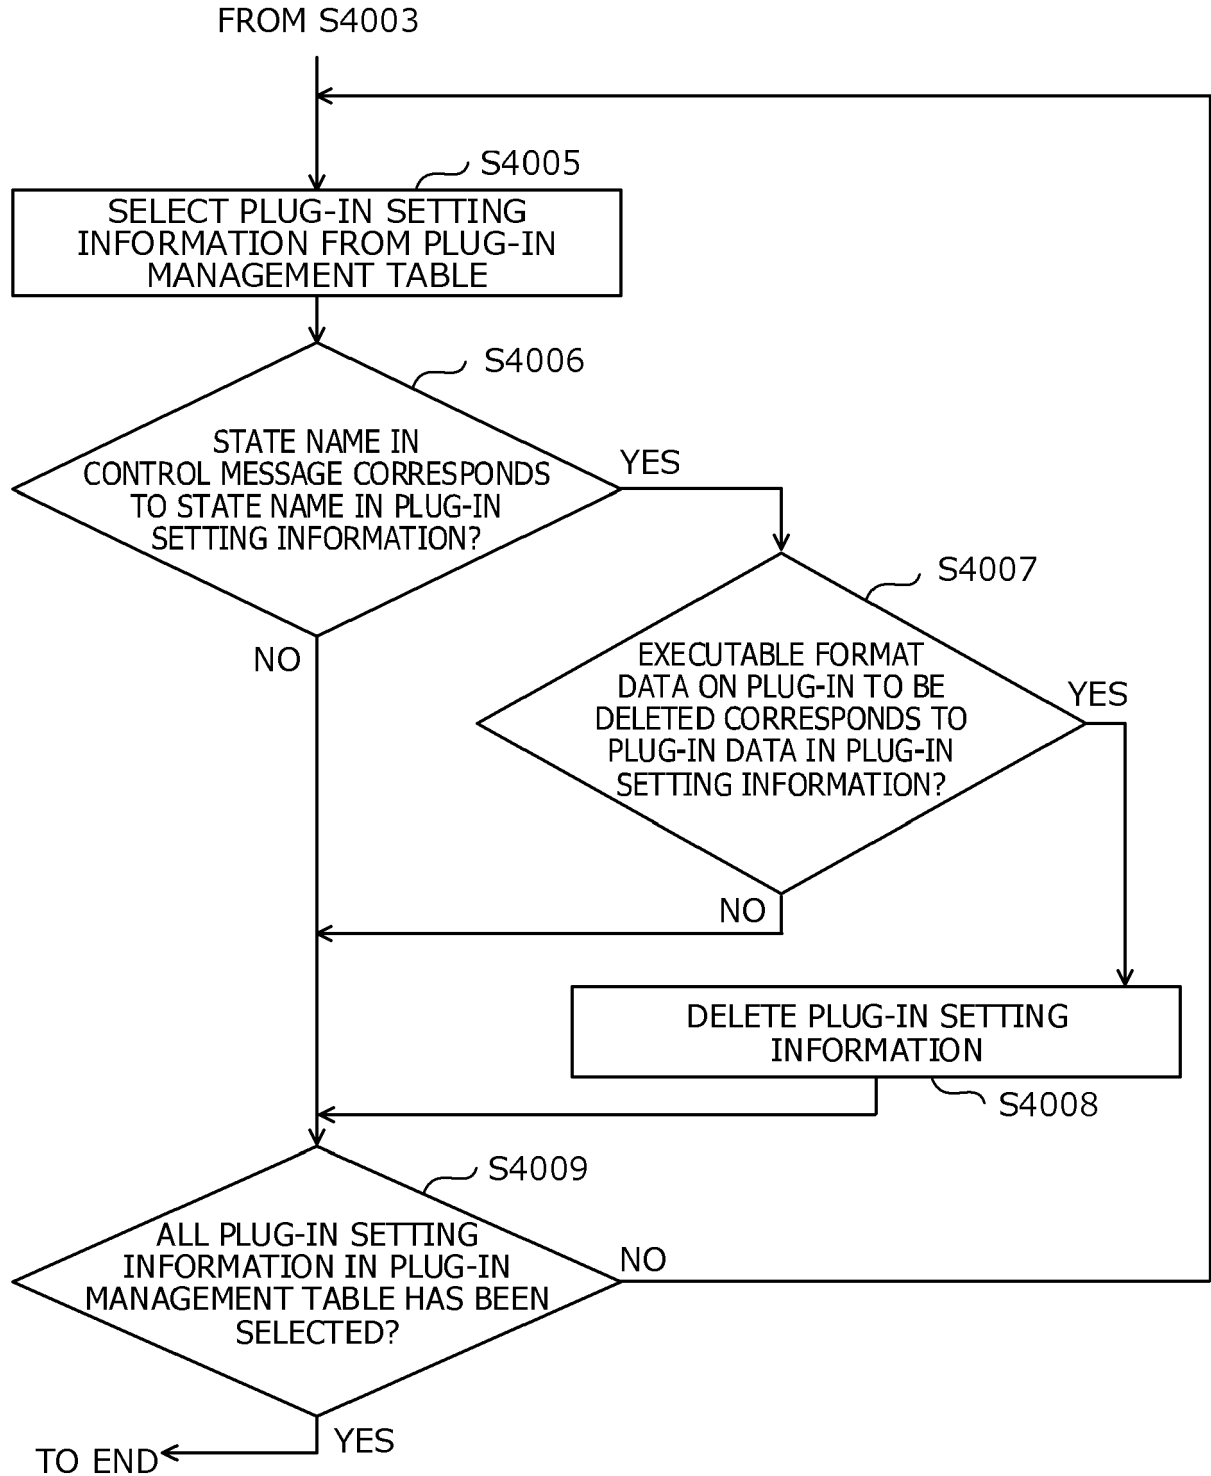 FROM S4003
S4005
SELECT PLUG-IN SETTING
INFORMATION FROM PLUG-IN
MANAGEMENT TABLE
S4006
STATE NAME IN
CONTROL MESSAGE CORRESPONDS
TO STATE NAME IN PLUG-IN
SETTING INFORMATION?
YES
NO
S4007
EXECUTABLE FORMAT
DATA ON PLUG-IN TO BE
DELETED CORRESPONDS TO
PLUG-IN DATA IN PLUG-IN
SETTING INFORMATION?
YES
NO
DELETE PLUG-IN SETTING
INFORMATION
S4008
S4009
ALL PLUG-IN SETTING
INFORMATION IN PLUG-IN
MANAGEMENT TABLE HAS BEEN
SELECTED?
NO
YES
TO END